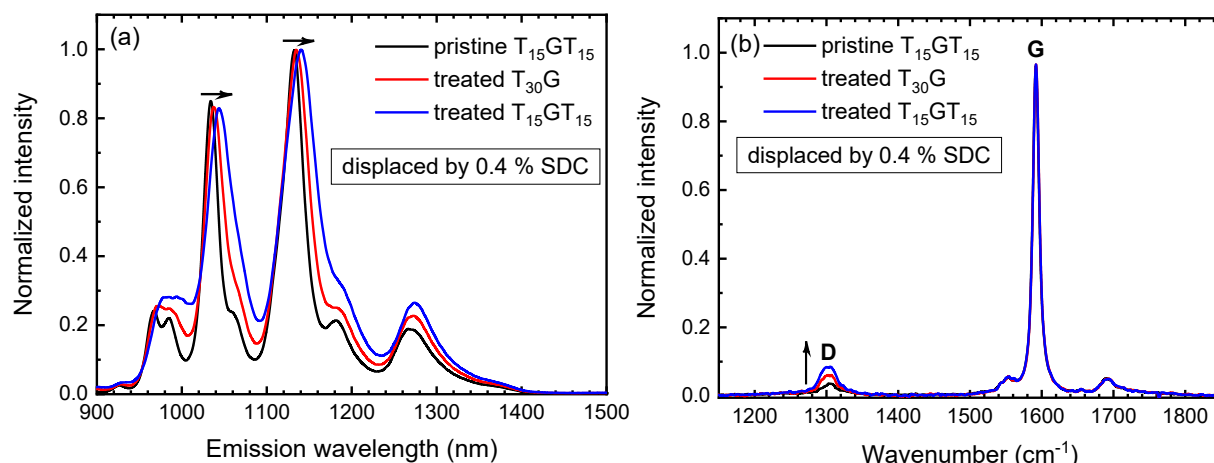 (a)
pristine T₁₅GT₁₅
treated T₃₀G
treated T₁₅GT₁₅
displaced by 0.4 % SDC
Normalized intensity
1.0
0.8
0.6
0.4
0.2
0.0
900 1000 1100 1200 1300 1400 1500
Emission wavelength (nm)
(b)
pristine T₁₅GT₁₅
treated T₃₀G
treated T₁₅GT₁₅
displaced by 0.4 % SDC
G
D
Normalized intensity
1.0
0.8
0.6
0.4
0.2
0.0
1200 1300 1400 1500 1600 1700 1800
Wavenumber (cm⁻¹)